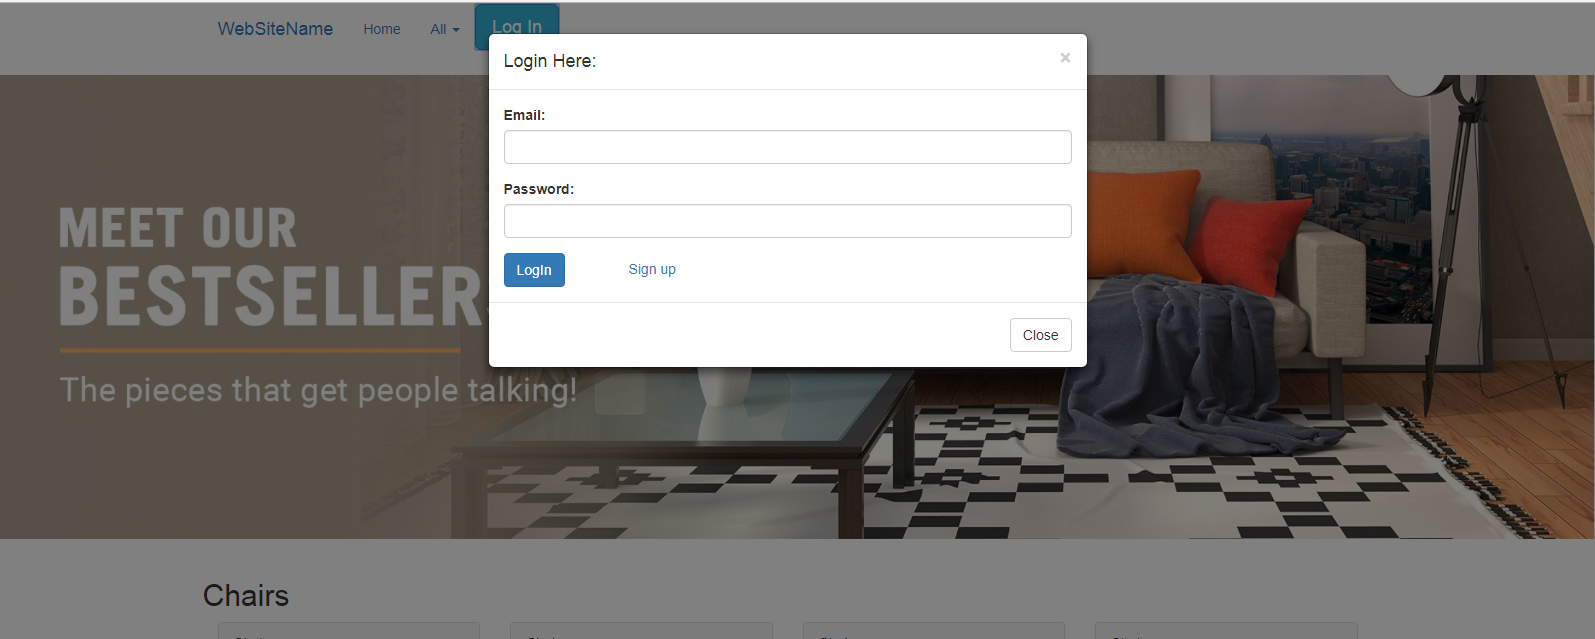 WebSiteName Home All Log In
Login Here: ×
Email:
Password:
LogIn Sign up
Close
MEET OUR
BESTSELLER
The pieces that get people talking!
Chairs